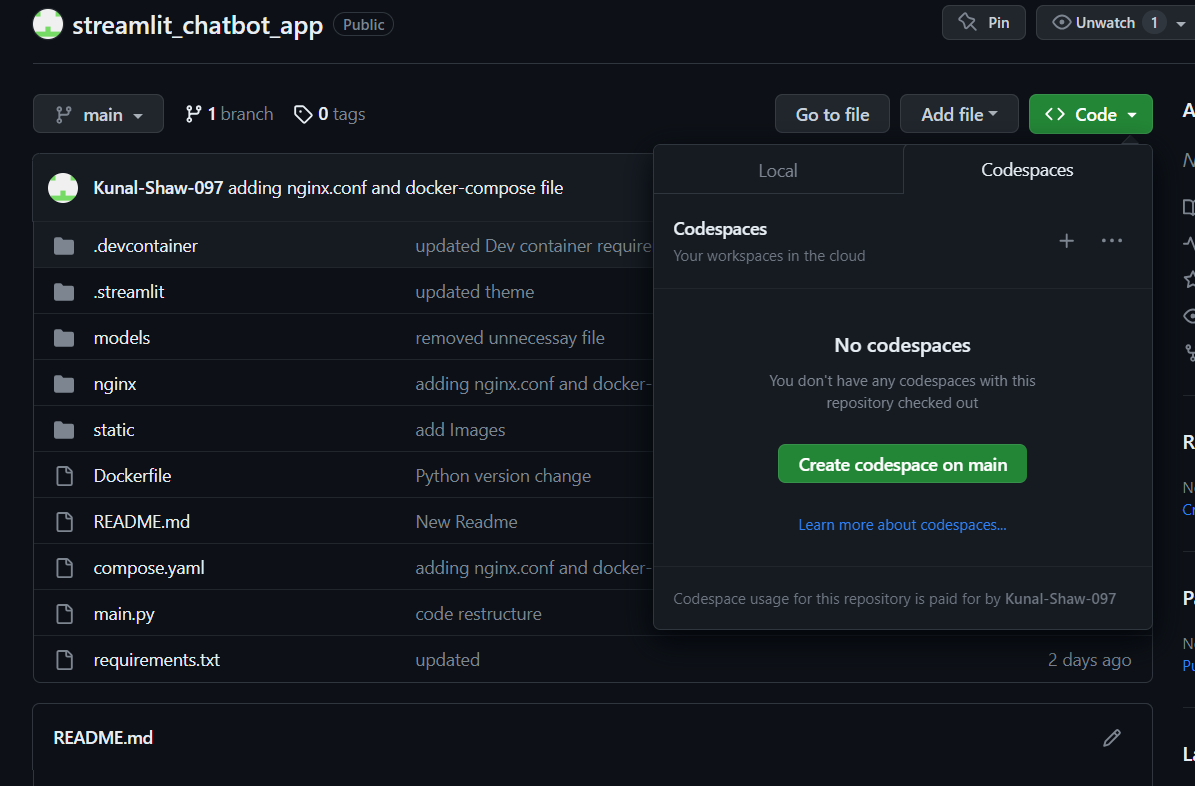 streamlit_chatbot_app Public
Pin
Unwatch 1
main
1 branch
0 tags
Go to file
Add file
Code
Local
Codespaces
Codespaces
Your workspaces in the cloud
No codespaces
You don't have any codespaces with this
repository checked out
Create codespace on main
Learn more about codespaces...
Codespace usage for this repository is paid for by Kunal-Shaw-097
Kunal-Shaw-097 adding nginx.conf and docker-compose file
.devcontainer updated Dev container require
.streamlit updated theme
models removed unnecessay file
nginx adding nginx.conf and docker-
static add Images
Dockerfile Python version change
README.md New Readme
compose.yaml adding nginx.conf and docker-
main.py code restructure
requirements.txt updated 2 days ago
README.md